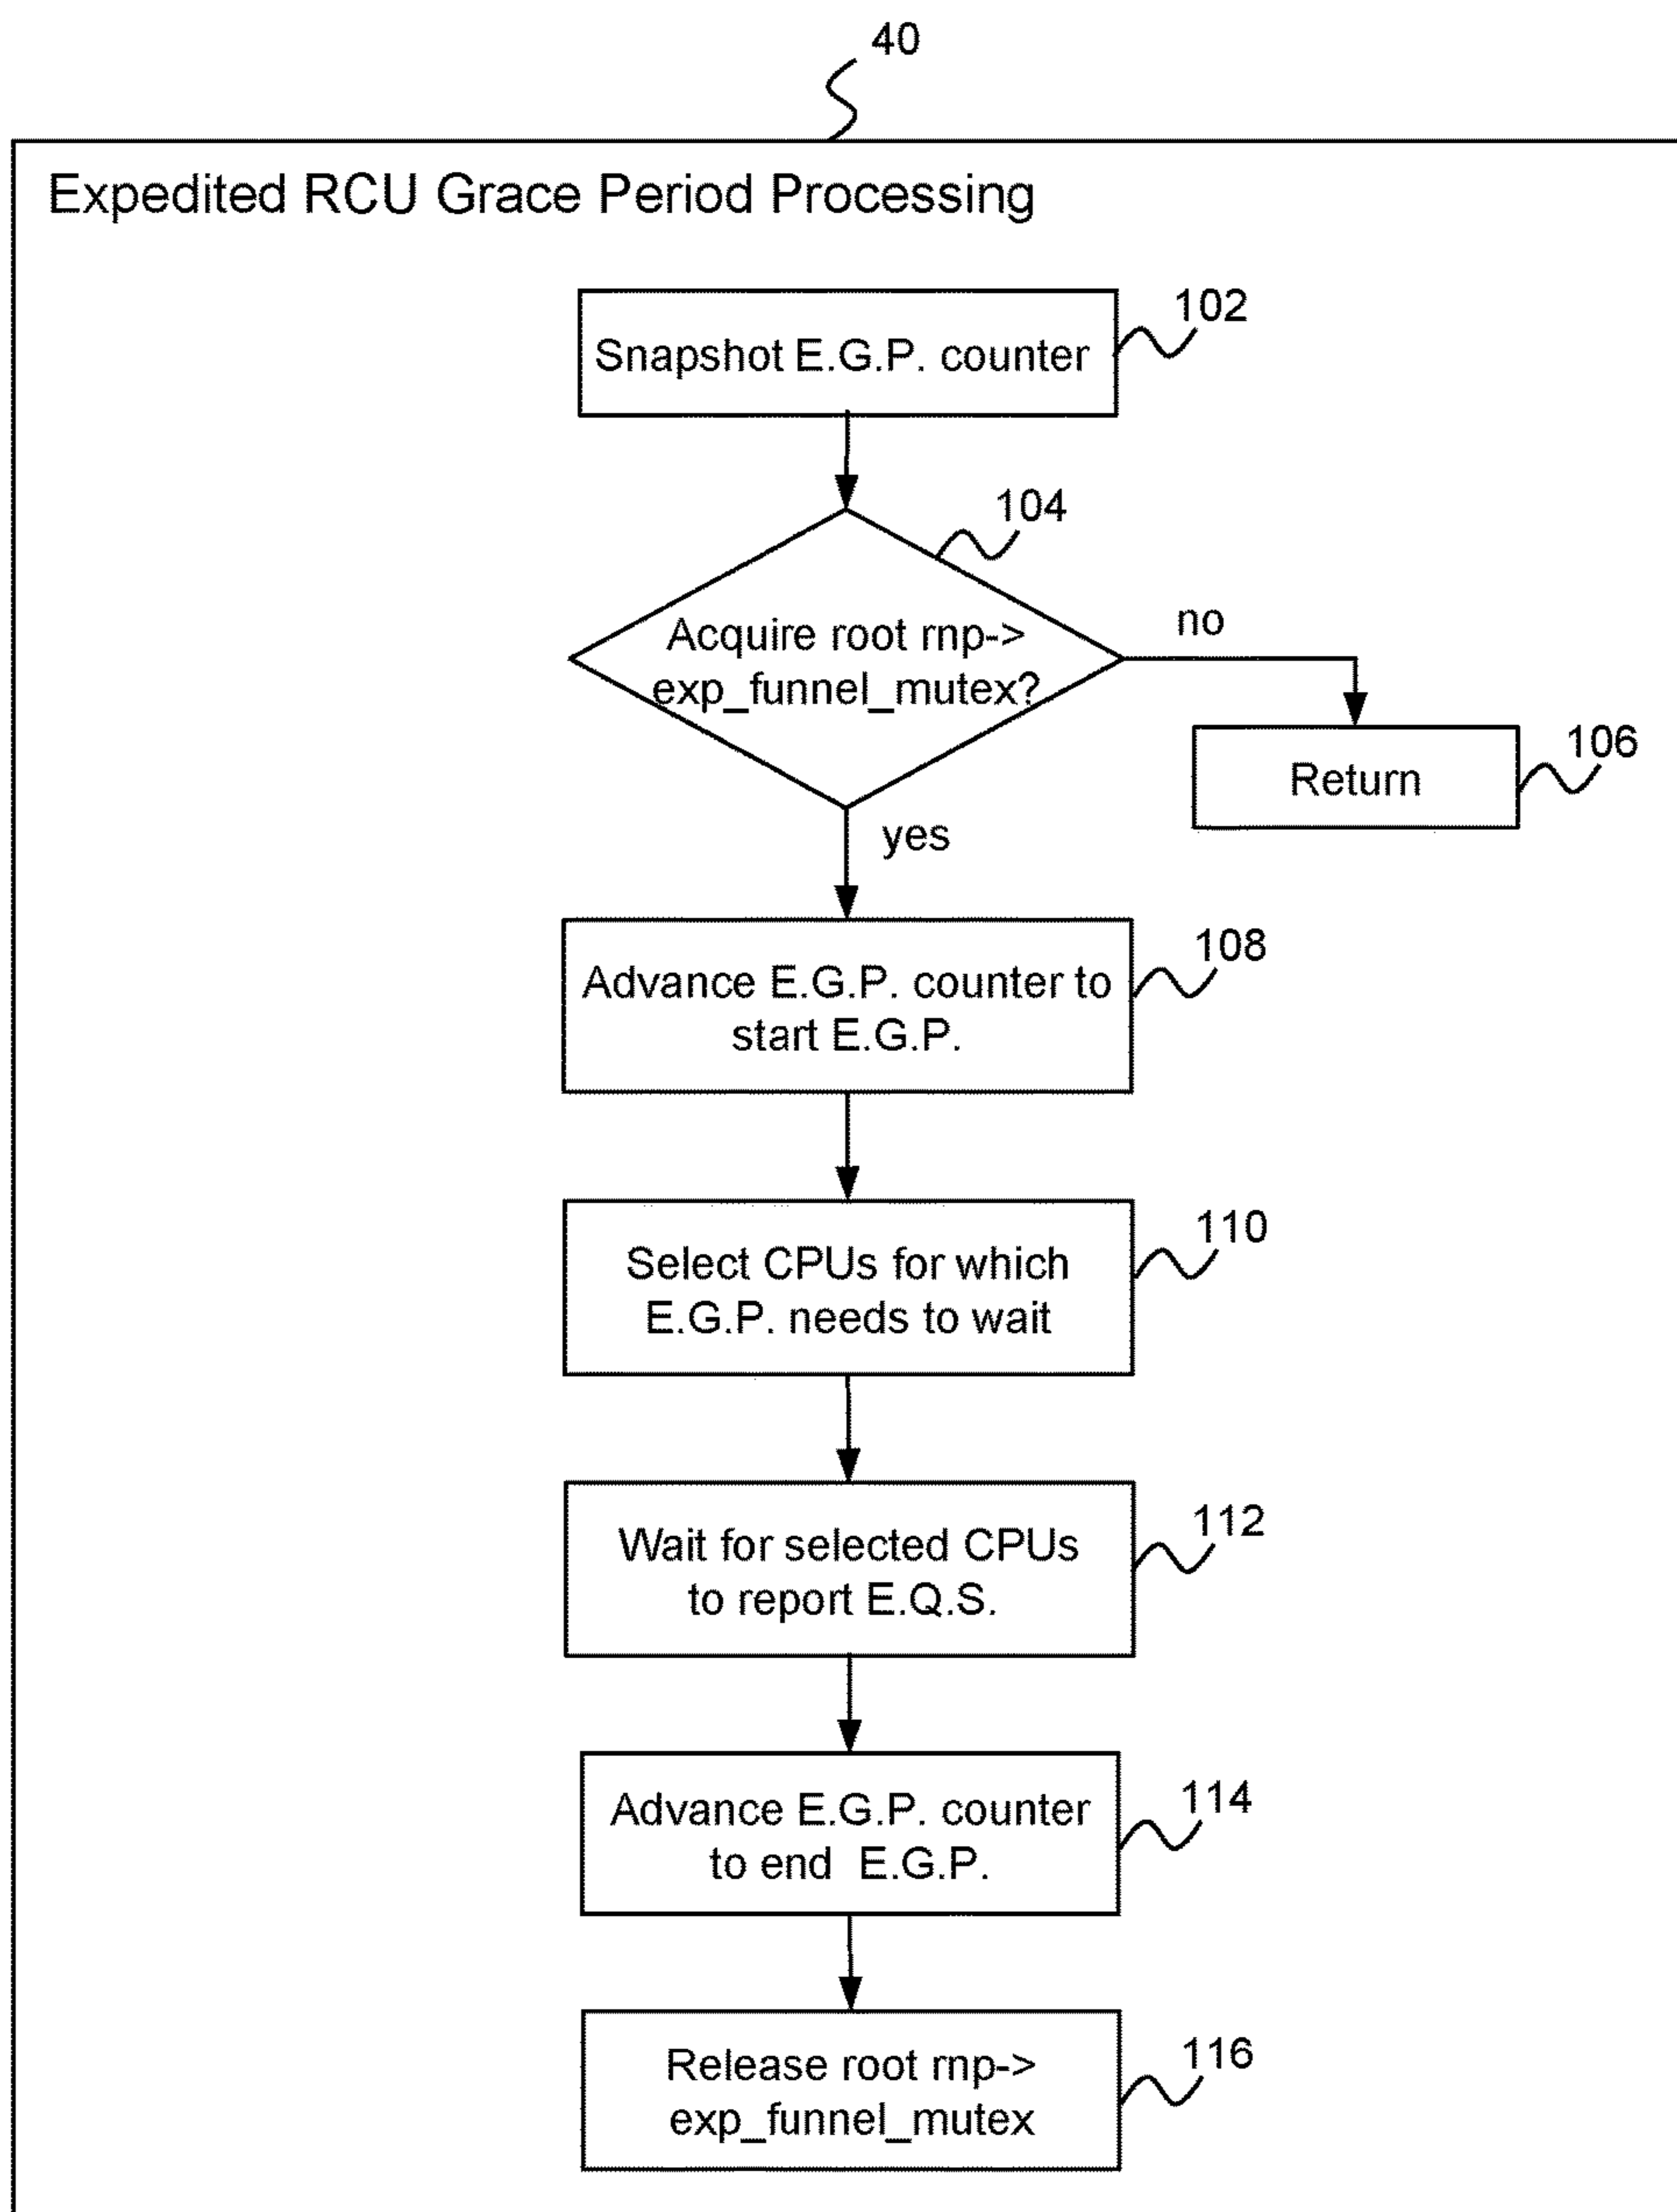 40
Expedited RCU Grace Period Processing
102
Snapshot E.G.P. counter
104
Acquire root rnp->
exp_funnel_mutex?
no
106
Return
yes
108
Advance E.G.P. counter to
start E.G.P.
110
Select CPUs for which
E.G.P. needs to wait
112
Wait for selected CPUs
to report E.Q.S.
114
Advance E.G.P. counter
to end E.G.P.
116
Release root rnp->
exp_funnel_mutex